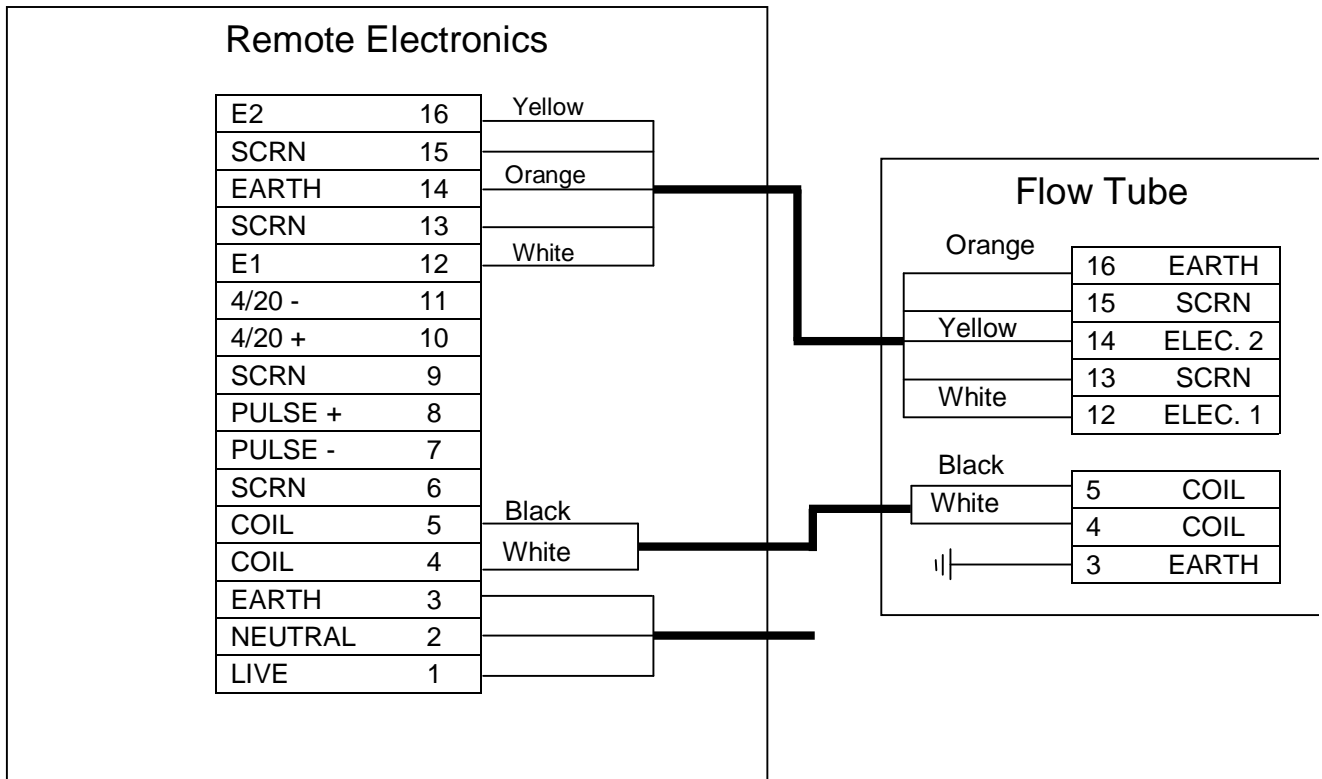 Remote Electronics
E2 16 Yellow
SCRN 15
EARTH 14 Orange
SCRN 13
E1 12 White
4/20 - 11
4/20 + 10
SCRN 9
PULSE + 8
PULSE - 7
SCRN 6
COIL 5 Black
COIL 4 White
EARTH 3
NEUTRAL 2
LIVE 1
Flow Tube
Orange 16 EARTH
15 SCRN
Yellow 14 ELEC. 2
13 SCRN
White 12 ELEC. 1
Black 5 COIL
White 4 COIL
3 EARTH